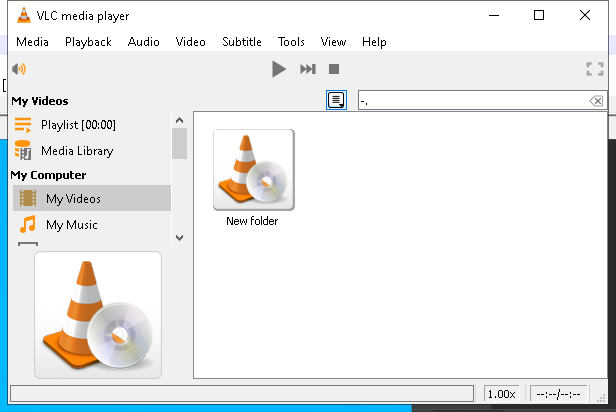 VLC media player
Media Playback Audio Video Subtitle Tools View Help
My Videos
-.
Playlist [00:00]
Media Library
My Computer
My Videos
My Music
New folder
1.00x
--:--/--:--